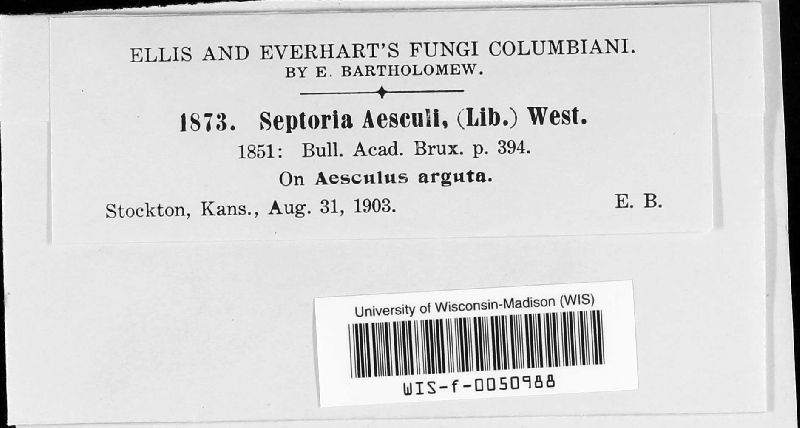 ELLIS AND EVERHART'S FUNGI COLUMBIANI.
BY E. BARTHOLOMEW.
1873. Septoria Aesculi, (Lib.) West.
1851: Bull. Acad. Brux. p. 394.
On Aesculus arguta.
Stockton, Kans., Aug. 31, 1903. E. B.
University of Wisconsin-Madison (WIS)
WIS-f-0050988